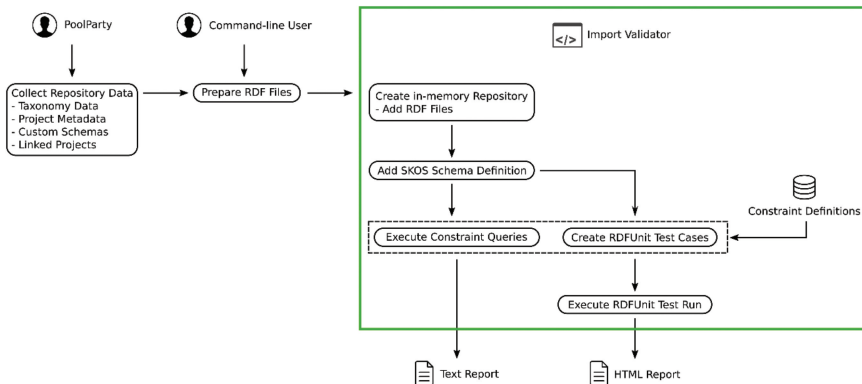 PoolParty
Command-line User
</> Import Validator
Collect Repository Data
- Taxonomy Data
- Project Metadata
- Custom Schemas
- Linked Projects
Prepare RDF Files
Create in-memory Repository
- Add RDF Files
Add SKOS Schema Definition
Constraint Definitions
Execute Constraint Queries
Create RDFUnit Test Cases
Execute RDFUnit Test Run
Text Report
HTML Report